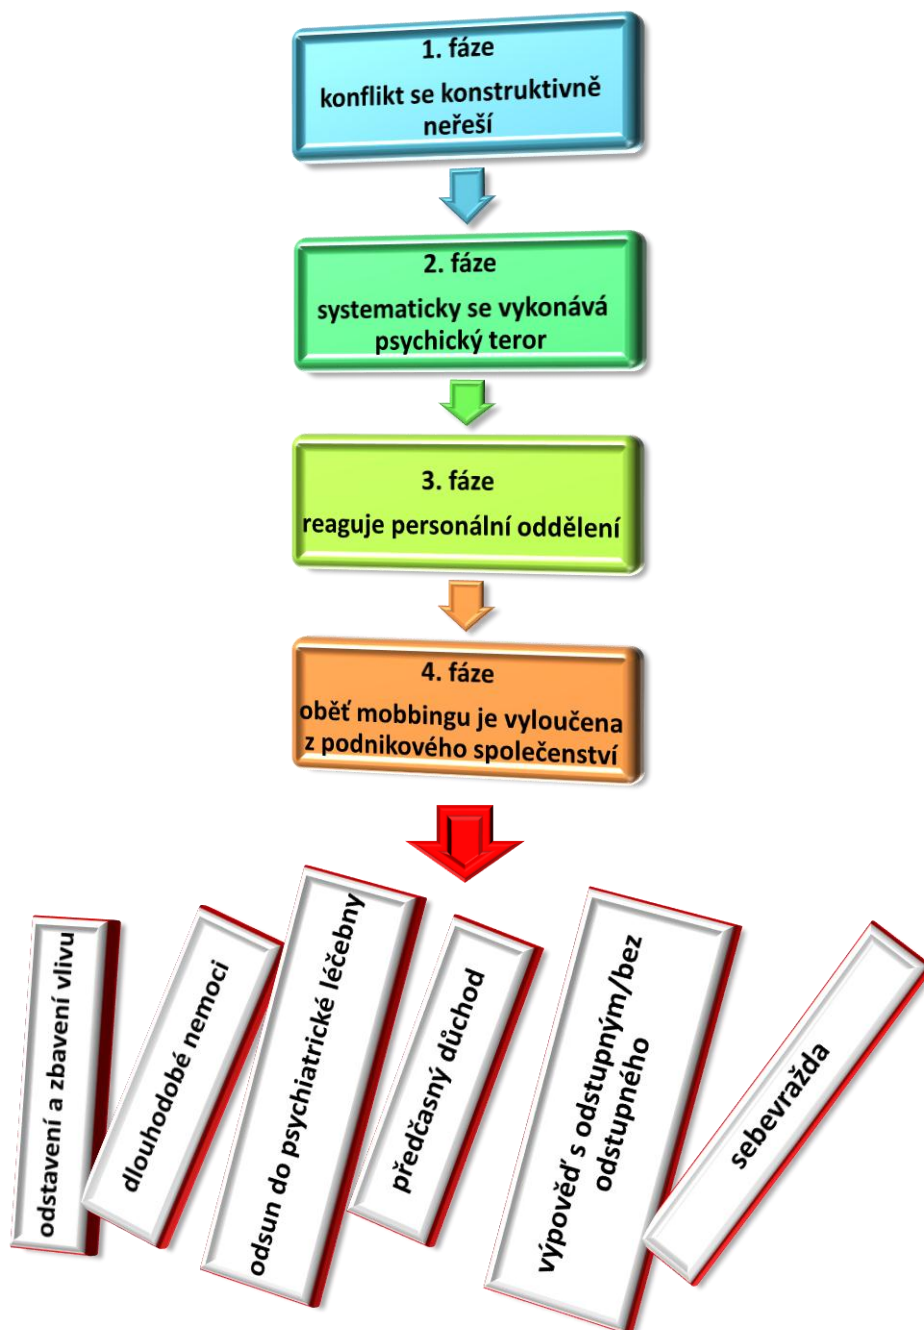 1. fáze
konflikt se konstruktivně
neřeší
2. fáze
systematicky se vykonává
psychický teror
3. fáze
reaguje personální oddělení
4. fáze
oběť mobbingu je vyloučena
z podnikového společenství
odstavení a zbavení vlivu
dlouhodobé nemoci
odsun do psychiatrické léčebny
předčasný důchod
výpověď s odstupným/bez
odstupného
sebevražda